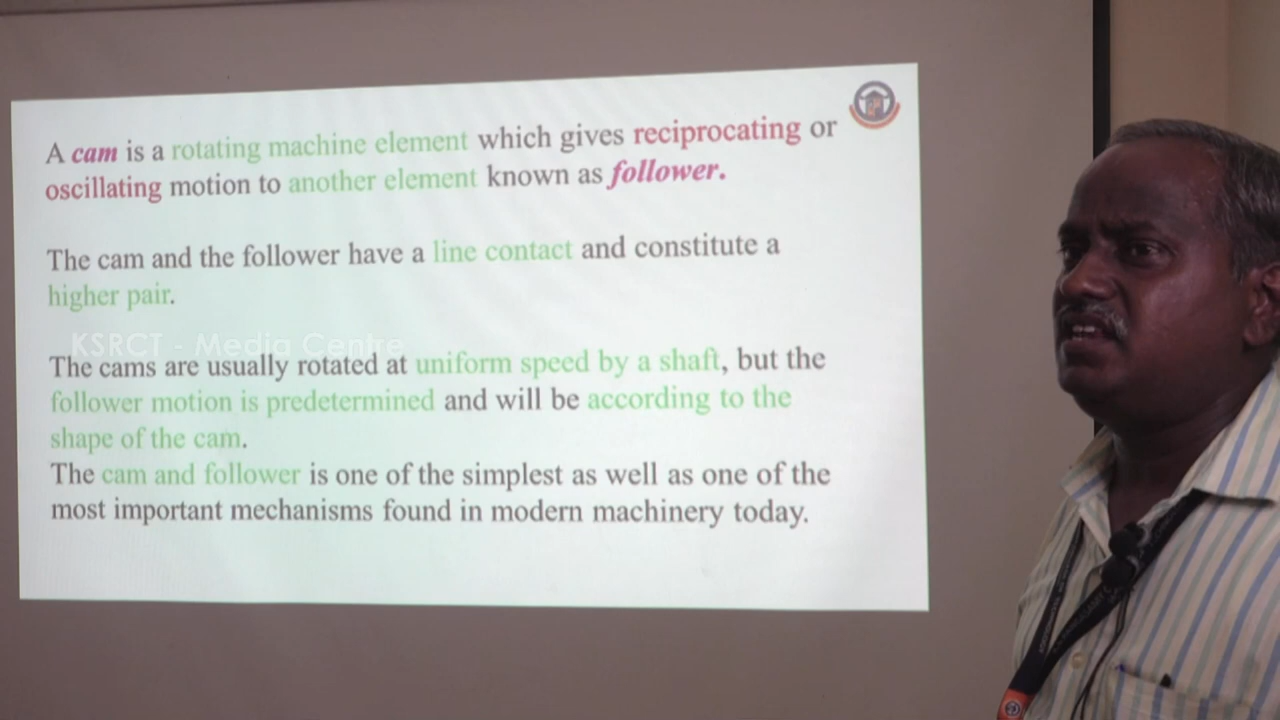 A cam is a rotating machine element which gives reciprocating or
oscillating motion to another element known as follower.
The cam and the follower have a line contact and constitute a
higher pair.
KSRCT - Media Centre
The cams are usually rotated at uniform speed by a shaft, but the
follower motion is predetermined and will be according to the
shape of the cam.
The cam and follower is one of the simplest as well as one of the
most important mechanisms found in modern machinery today.